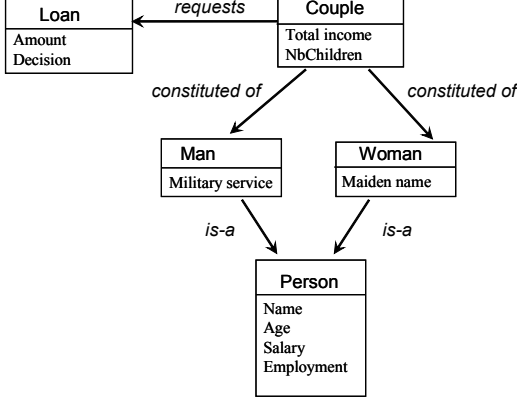 Loan
requests
Couple
Amount
Decision
Total income
NbChildren
constituted of
constituted of
Man
Woman
Military service
Maiden name
is-a
is-a
Person
Name
Age
Salary
Employment